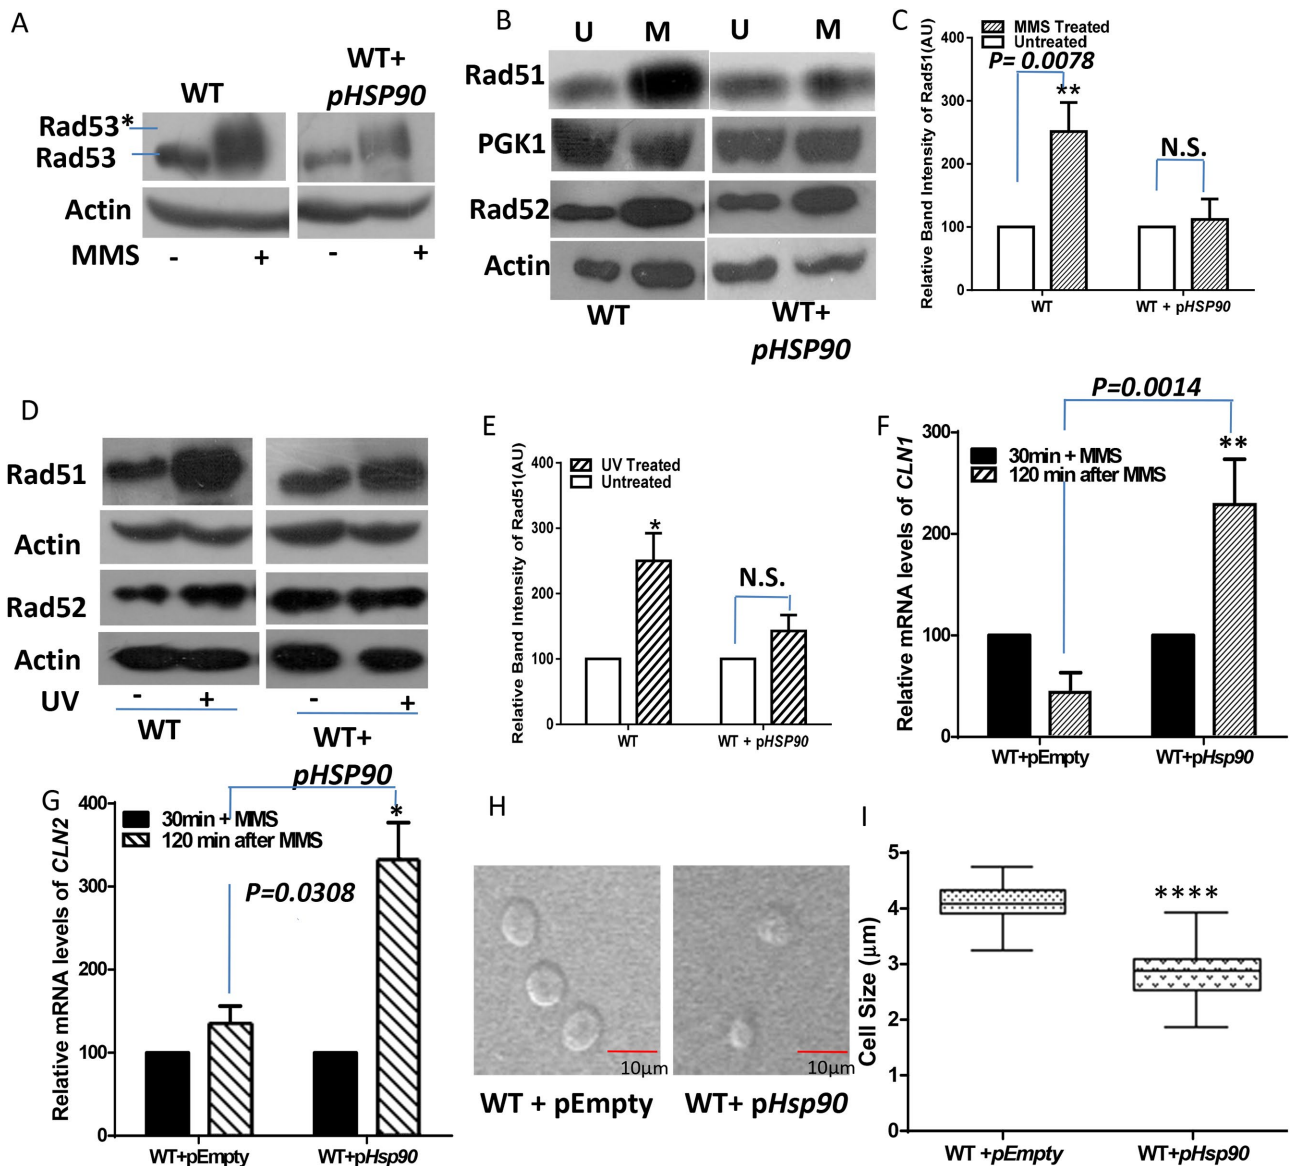 A
WT
WT+
pHSP90
Rad53*
Rad53
Actin
MMS - + - +
B
U M U M
Rad51
PGK1
Rad52
Actin
WT
WT+
pHSP90
C
MMS Treated
Untreated
P= 0.0078
**
N.S.
Relative Band Intensity of Rad51(AU)
400
300
200
100
0
WT
WT + pHSP90
D
Rad51
Actin
Rad52
Actin
UV - + - +
WT
WT+
pHSP90
E
UV Treated
Untreated
*
N.S.
Relative Band Intensity of Rad51(AU)
400
300
200
100
0
WT
WT + pHSP90
F
P=0.0014
**
30min + MMS
120 min after MMS
Relative mRNA levels of CLN1
300
200
100
0
WT+pEmpty
WT+pHsp90
G
30min + MMS
120 min after MMS
*
P=0.0308
Relative mRNA levels of CLN2
400
300
200
100
0
WT+pEmpty
WT+pHsp90
H
10μm
10μm
WT + pEmpty
WT+ pHsp90
I
****
Cell Size (μm)
5
4
3
2
1
0
WT +pEmpty
WT+pHsp90